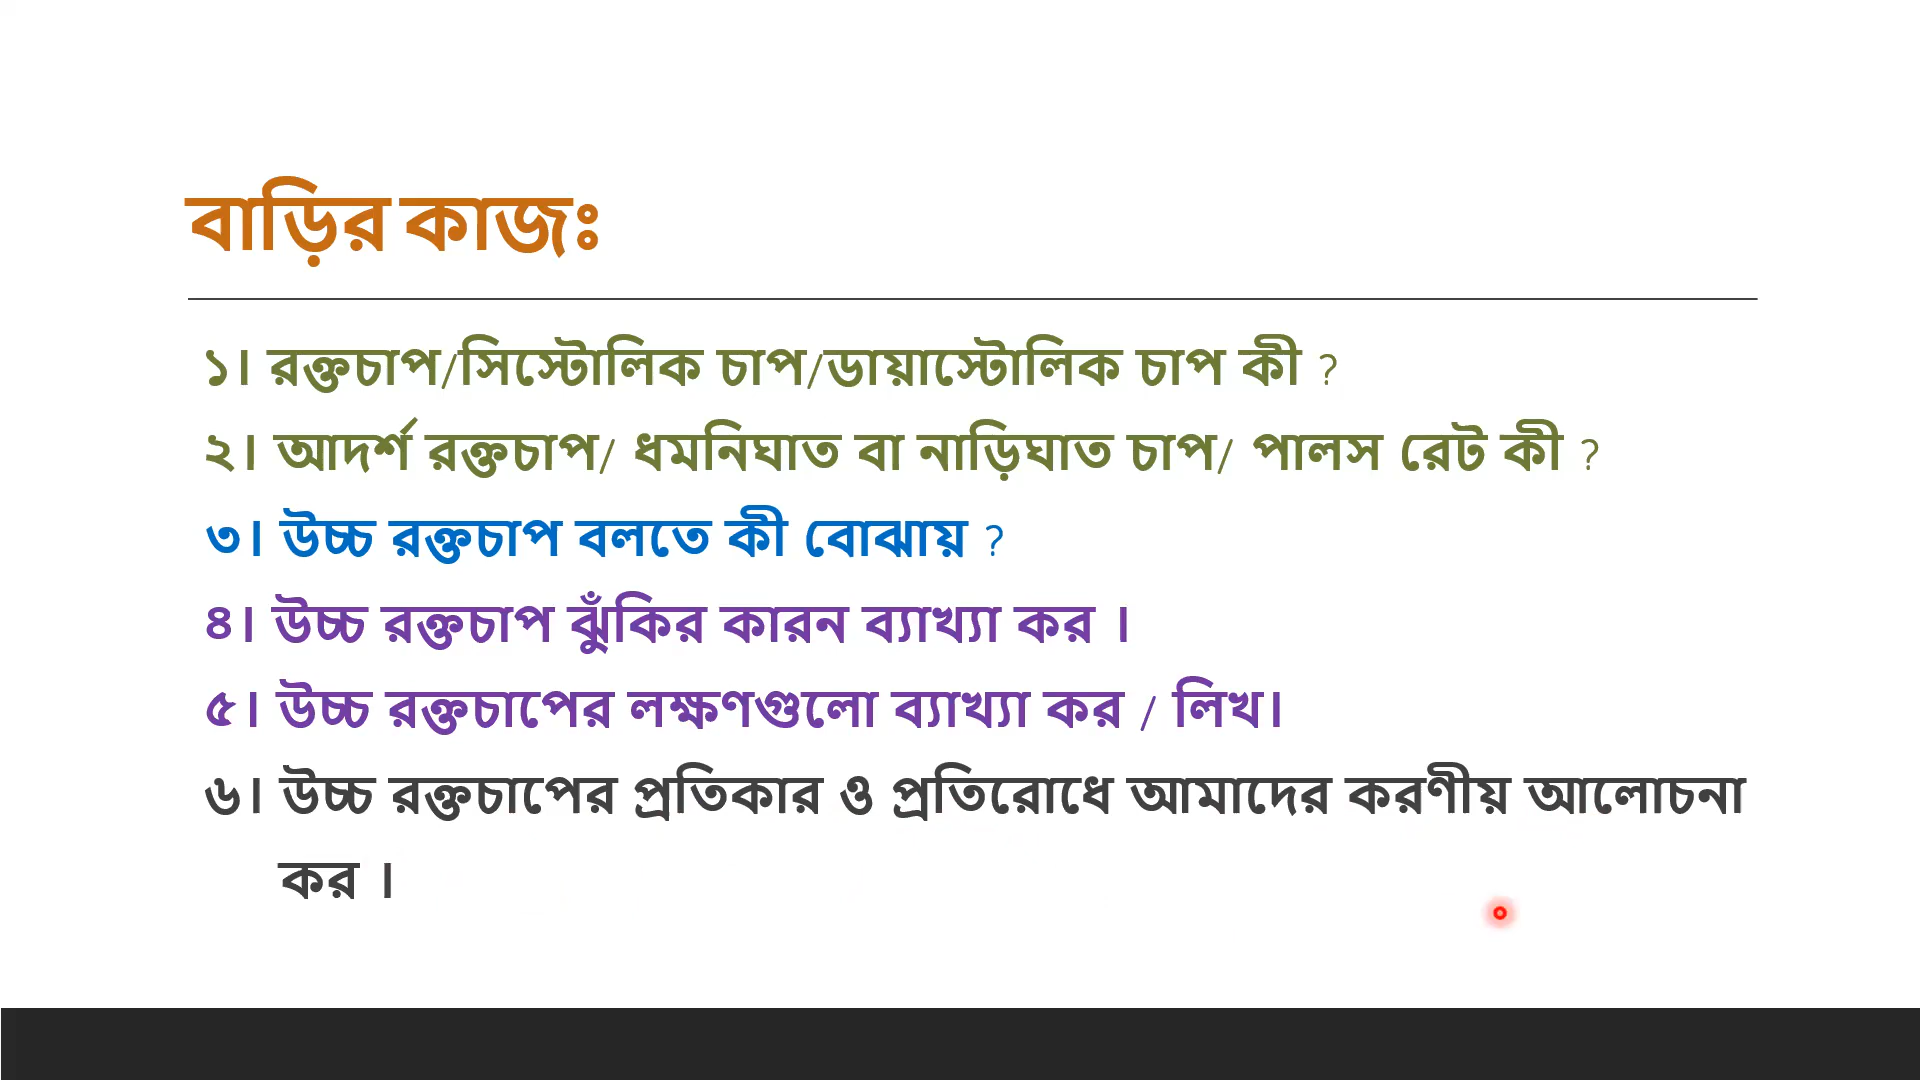 বাড়ির কাজঃ
১। রক্তচাপ/সিস্টোলিক চাপ/ডায়াস্টোলিক চাপ কী ?
২। আদর্শ রক্তচাপ/ ধমনিঘাত বা নাড়িঘাত চাপ/ পালস রেট কী ?
৩। উচ্চ রক্তচাপ বলতে কী বোঝায় ?
৪। উচ্চ রক্তচাপ ঝুঁকির কারন ব্যাখ্যা কর ।
৫। উচ্চ রক্তচাপের লক্ষণগুলো ব্যাখ্যা কর / লিখ।
৬। উচ্চ রক্তচাপের প্রতিকার ও প্রতিরোধে আমাদের করণীয় আলোচনা
কর ।